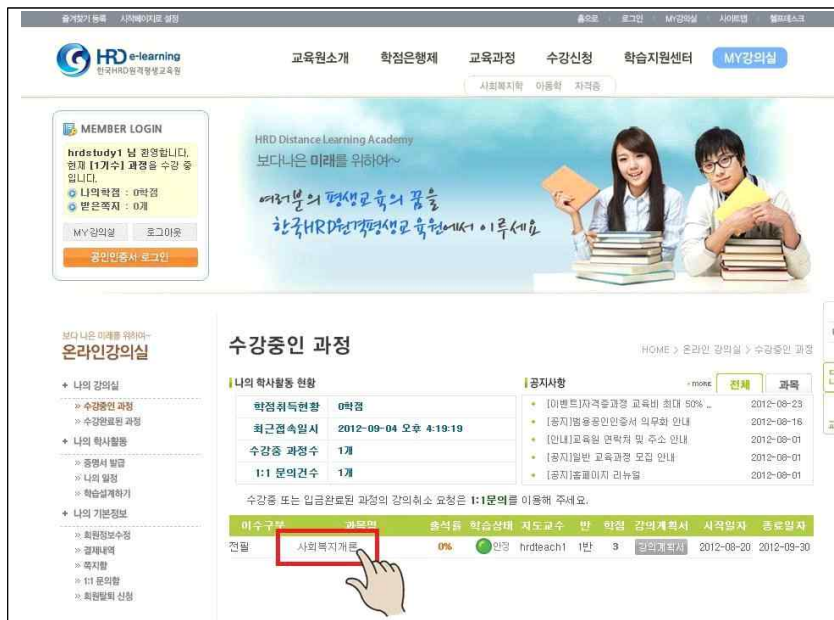 즐겨찾기 등록 시작페이지로 설정
홈으로 로그인 MY강의실 사이트맵 헬프데스크
HRD e-learning
한국HRD원격평생교육원
교육원소개 학점은행제 교육과정 수강신청 학습지원센터 MY강의실
사회복지학 아동학 자격증
MEMBER LOGIN
hrdstudy1 님 환영합니다.
현재 [1기수] 과정을 수강 중
입니다.
나의학점 : 0학점
받은쪽지 : 0개
MY강의실 로그아웃
공인인증서 로그인
HRD Distance Learning Academy
보다나은 미래를 위하여~
여러분의 평생교육의 꿈을
한국HRD원격평생교육원에서 이루세요
보다 나은 미래를 위하여~
온라인강의실
+ 나의 강의실
» 수강중인 과정
» 수강완료된 과정
+ 나의 학사활동
» 증명서 발급
» 나의 일정
» 학습설계하기
+ 나의 기본정보
» 회원정보수정
» 결제내역
» 쪽지함
» 1:1 문의함
» 회원탈퇴 신청
수강중인 과정
HOME > 온라인 강의실 > 수강중인 과정
나의 학사활동 현황
학점취득현황 0학점
최근접속일시 2012-09-04 오후 4:19:19
수강중 과정수 1개
1:1 문의건수 1개
공지사항 MORE 전체 과목
[이벤트]자격증과정 교육비 최대 50% .. 2012-08-23
[공지]범용공인인증서 의무화 안내 2012-08-16
[안내]교육원 연락처 및 주소 안내 2012-08-01
[공지]일반 교육과정 모집 안내 2012-08-01
[공지]홈페이지 리뉴얼 2012-08-01
수강중 또는 입금완료된 과정의 강의취소 요청은 1:1문의를 이용해 주세요.
이수구분 과목명 출석률 학습상태 지도교수 반 학점 강의계획서 시작일자 종료일자
전필 사회복지개론 0% 안정 hrdteach1 1반 3 강의계획서 2012-08-20 2012-09-30